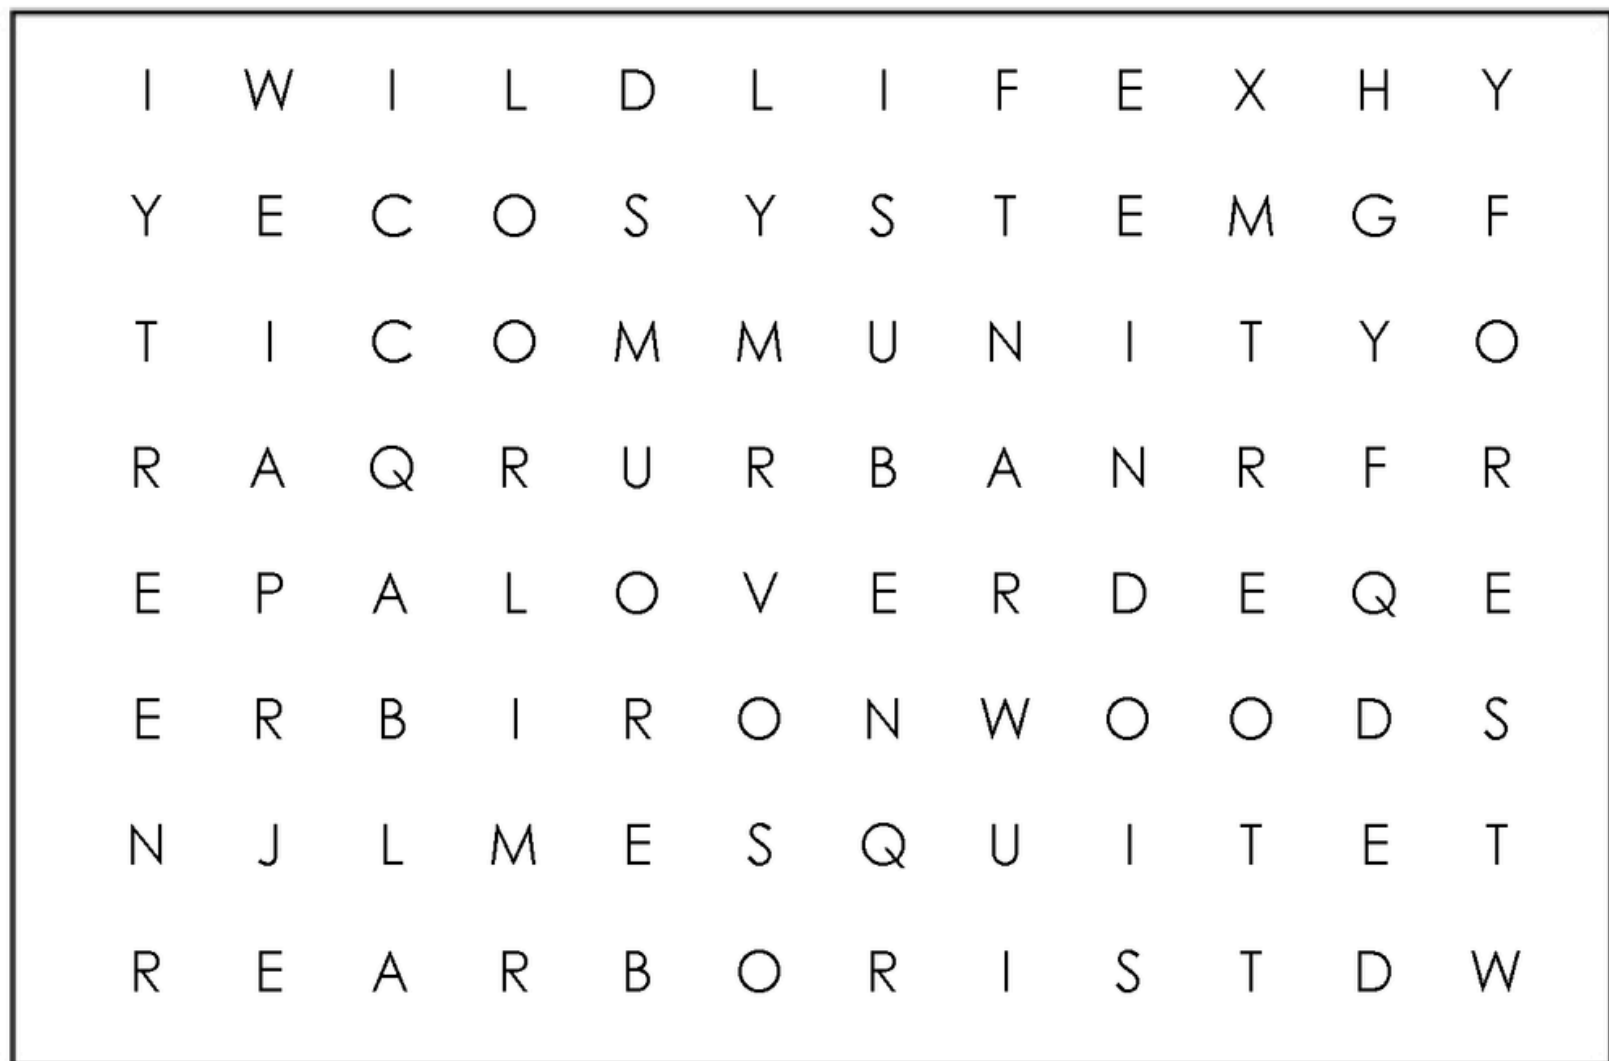 I W I L D L I F E X H Y
Y E C O S Y S T E M G F
T I C O M M U N I T Y O
R A Q R U R B A N R F R
E P A L O V E R D E Q E
E R B I R O N W O O D S
N J L M E S Q U I T E T
R E A R B O R I S T D W